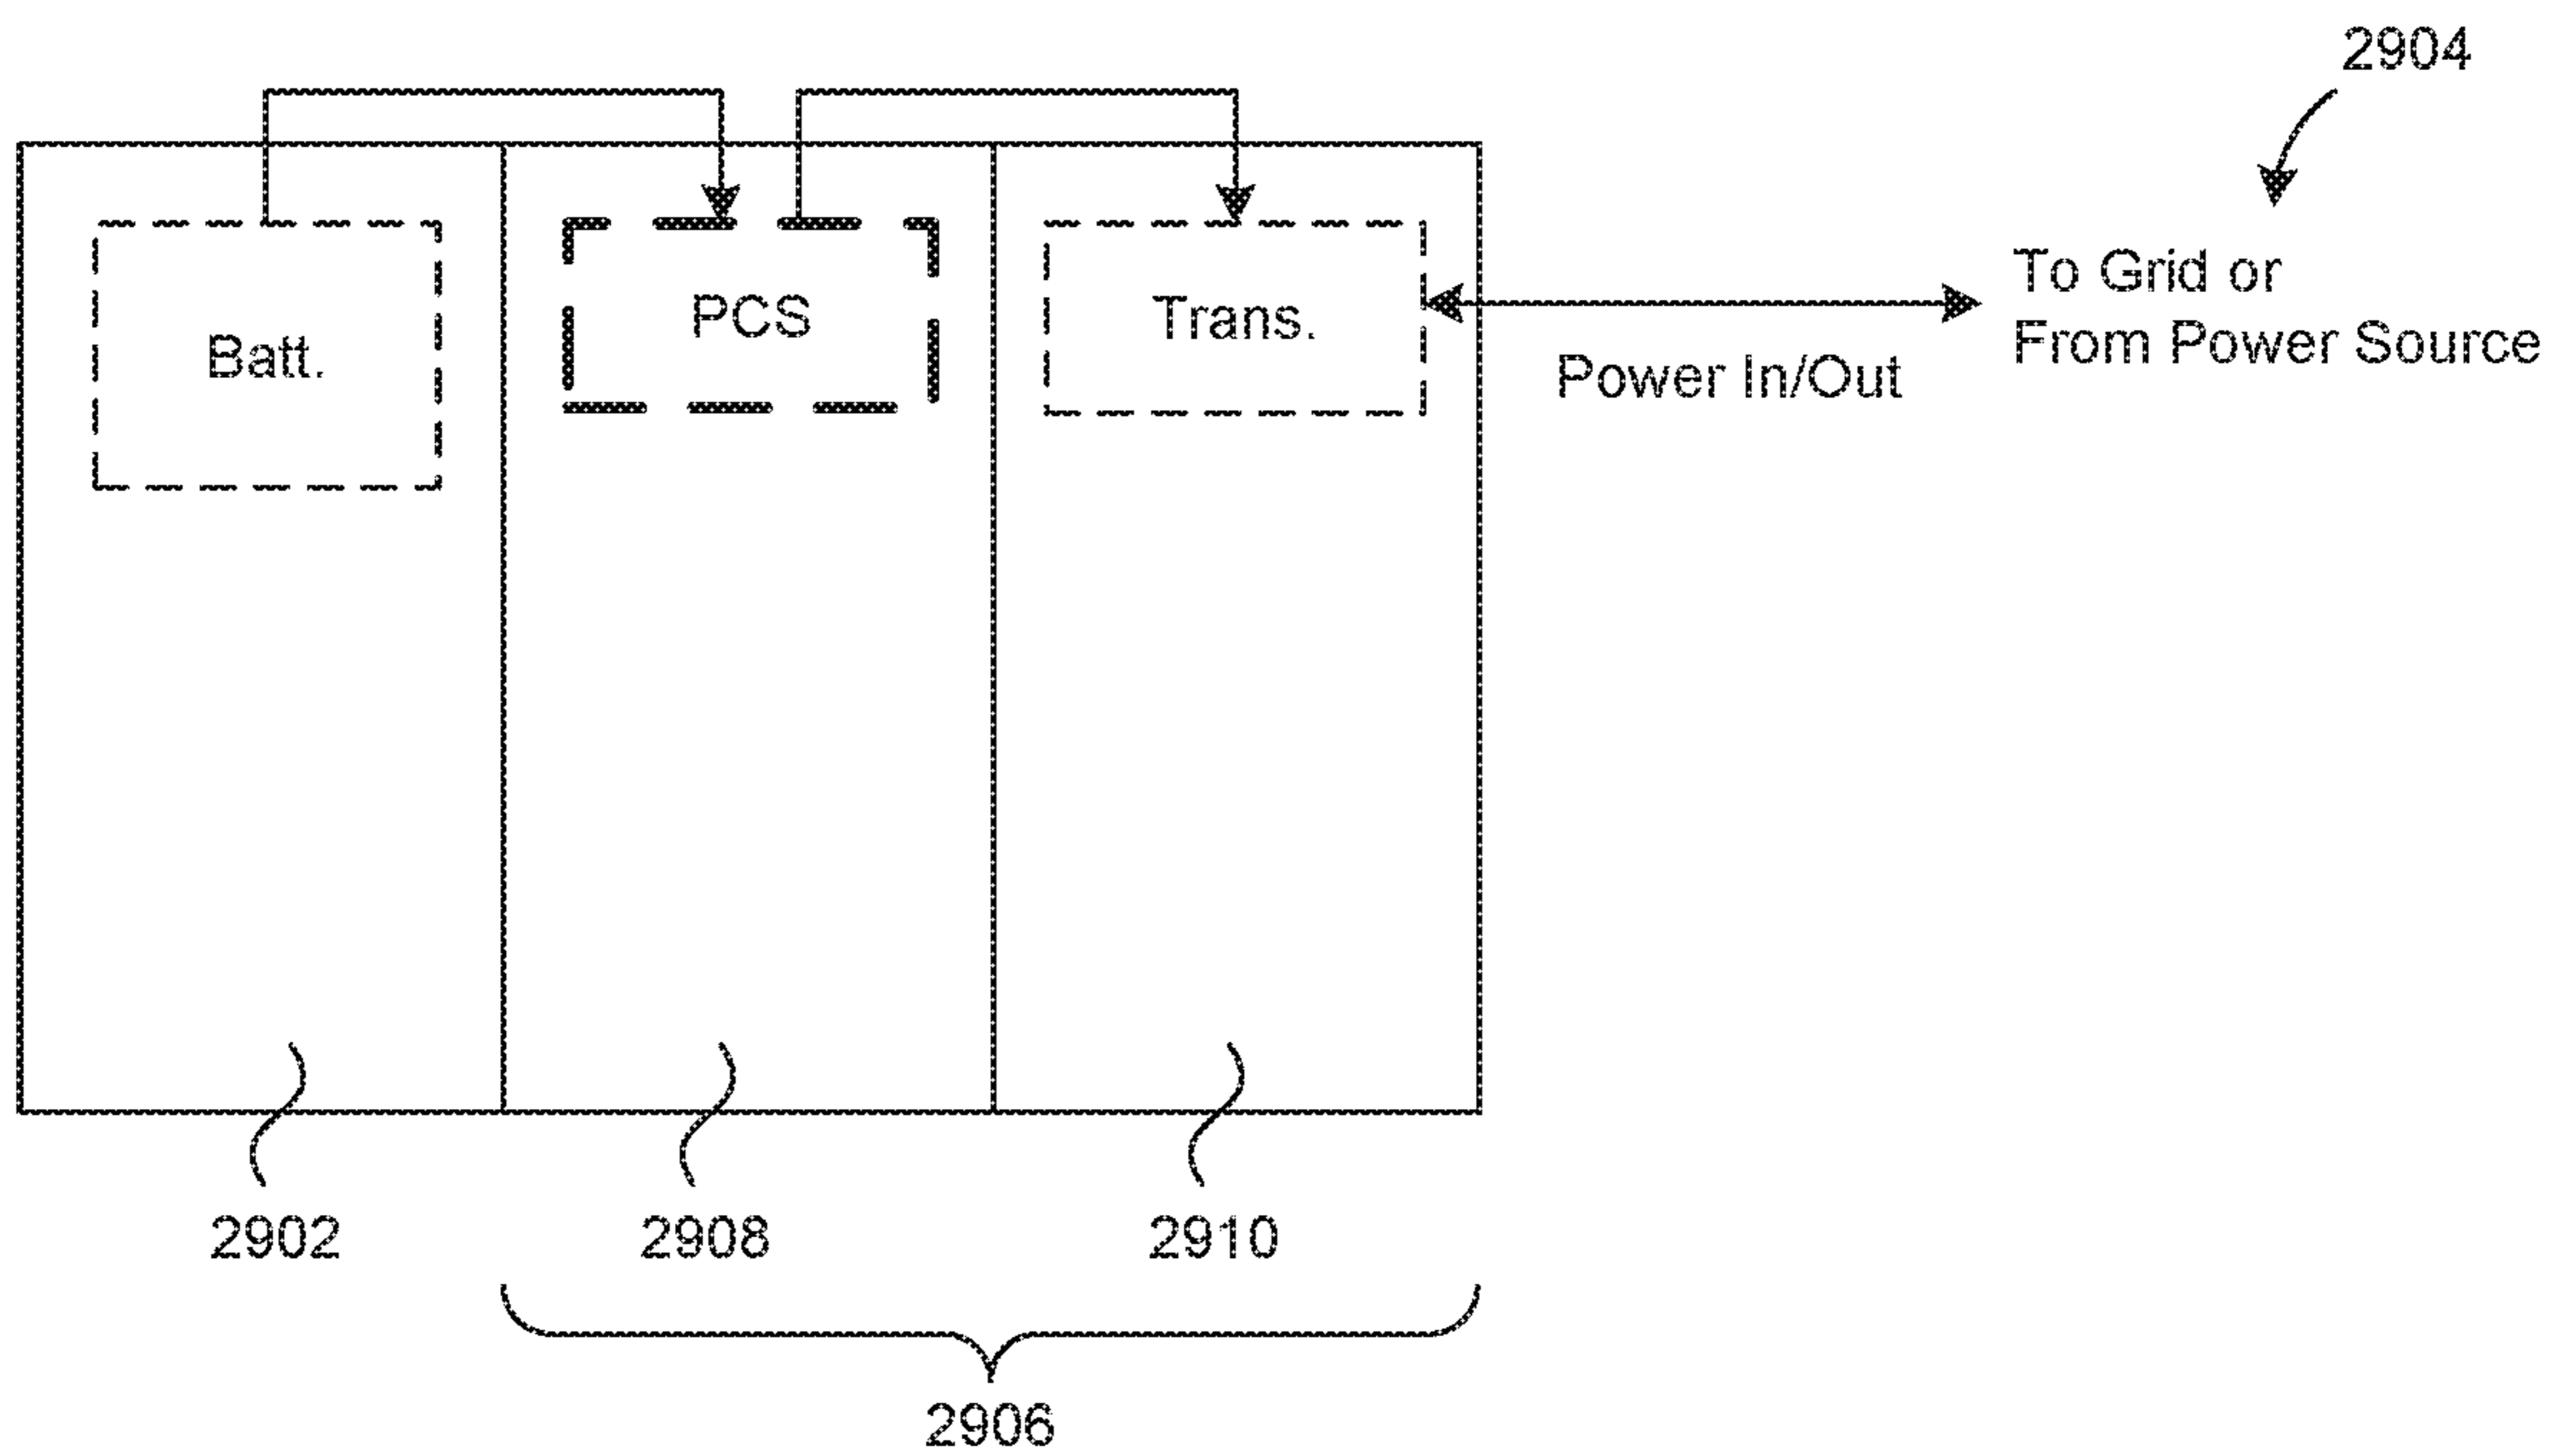 2904
To Grid or
From Power Source
Batt.
PCS
Trans.
Power In/Out
2902
2908
2910
2906